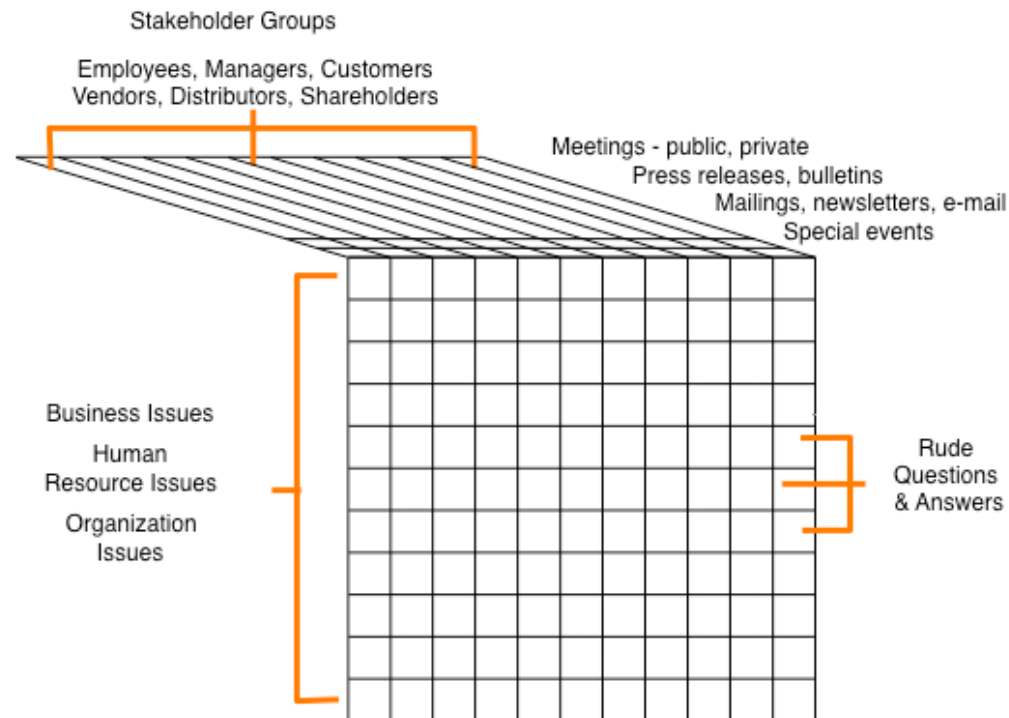 Stakeholder Groups
Employees, Managers, Customers
Vendors, Distributors, Shareholders
Meetings - public, private
Press releases, bulletins
Mailings, newsletters, e-mail
Special events
Business Issues
Human
Resource Issues
Organization
Issues
Rude
Questions
& Answers